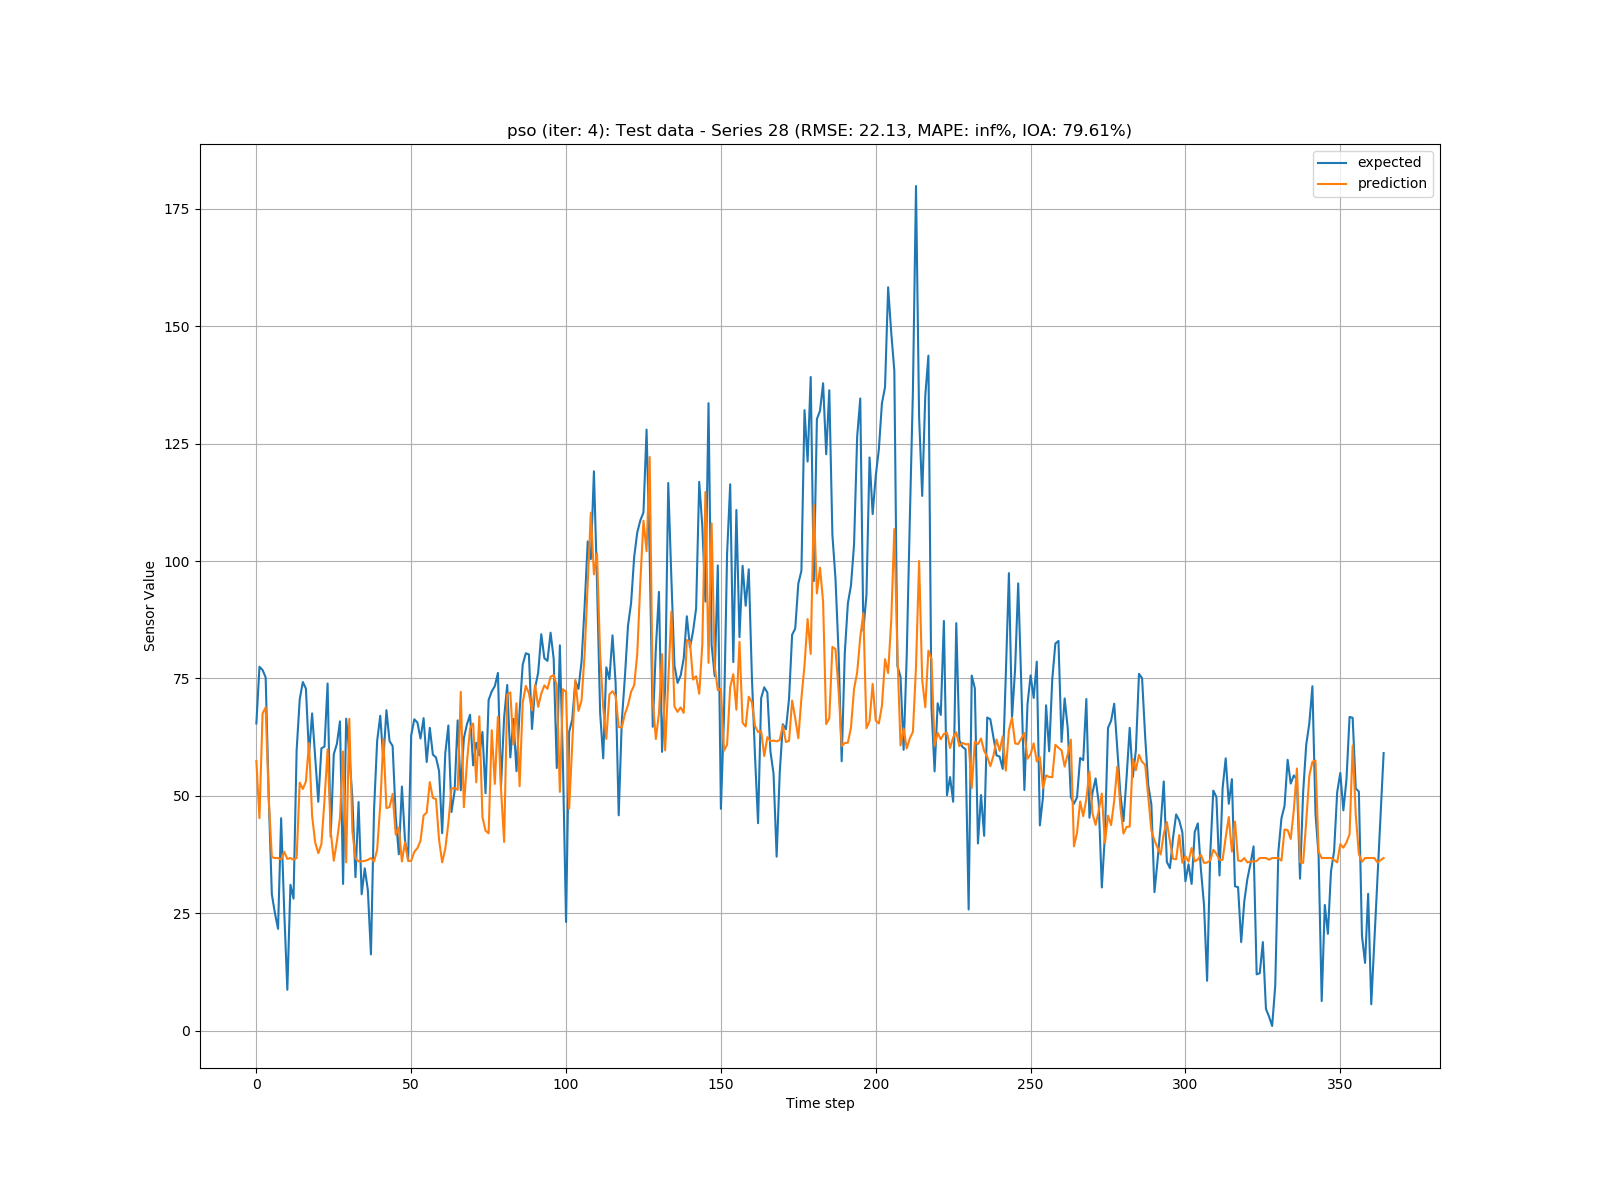 pso (iter: 4): Test data - Series 28 (RMSE: 22.13, MAPE: inf%, IOA: 79.61%)
expected
prediction
175
150
125
100
75
50
25
0
Sensor Value
0 50 100 150 200 250 300 350
Time step